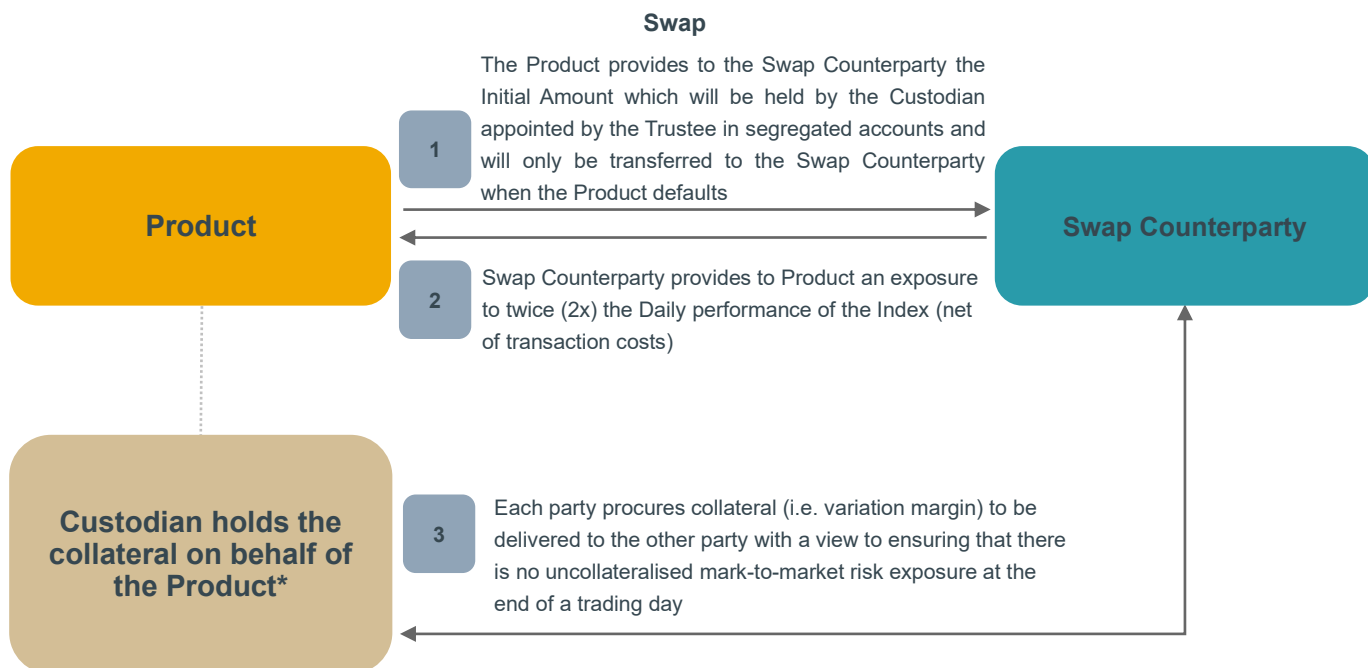 Swap
The Product provides to the Swap Counterparty the
Initial Amount which will be held by the Custodian
appointed by the Trustee in segregated accounts and
will only be transferred to the Swap Counterparty
when the Product defaults
1
Product
Swap Counterparty
2
Swap Counterparty provides to Product an exposure
to twice (2x) the Daily performance of the Index (net
of transaction costs)
Custodian holds the
collateral on behalf of
the Product*
3
Each party procures collateral (i.e. variation margin) to be
delivered to the other party with a view to ensuring that there
is no uncollateralised mark-to-market risk exposure at the
end of a trading day